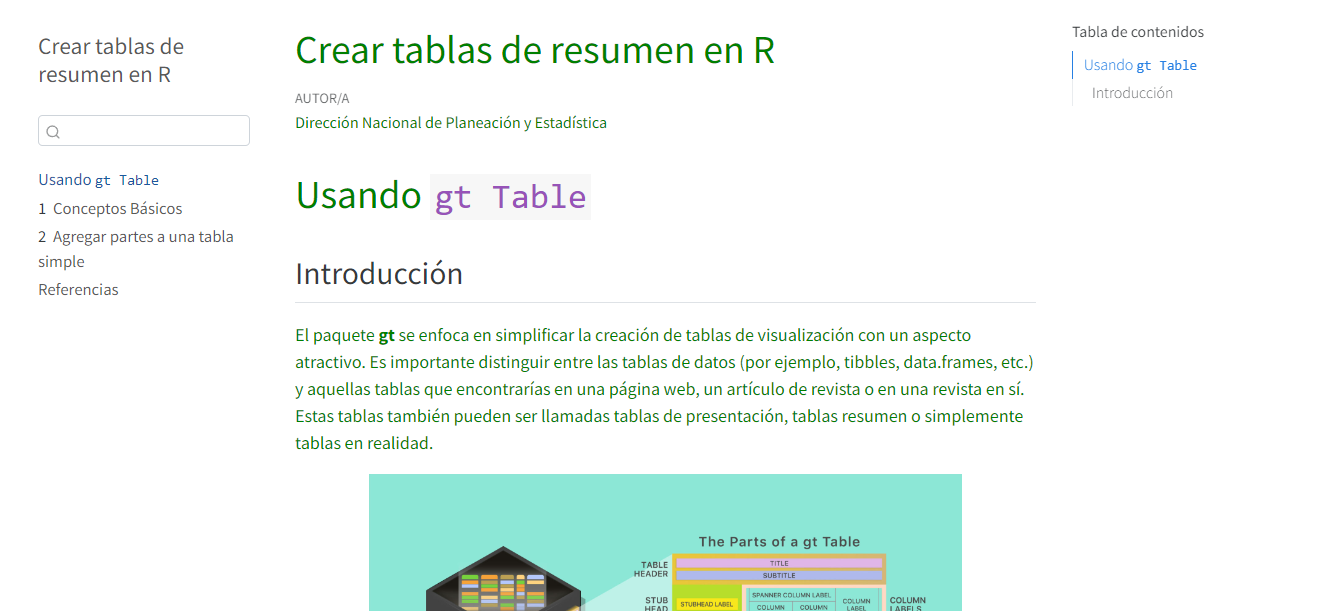 Crear tablas de
resumen en R
Usando gt Table
1 Conceptos Básicos
2 Agregar partes a una tabla
simple
Referencias
Crear tablas de resumen en R
AUTOR/A
Dirección Nacional de Planeación y Estadística
Usando gt Table
Introducción
El paquete gt se enfoca en simplificar la creación de tablas de visualización con un aspecto
atractivo. Es importante distinguir entre las tablas de datos (por ejemplo, tibbles, data.frames, etc.)
y aquellas tablas que encontrarías en una página web, un artículo de revista o en una revista en sí.
Estas tablas también pueden ser llamadas tablas de presentación, tablas resumen o simplemente
tablas en realidad.
The Parts of a gt Table
TABLE
HEADER
TITLE
SUBTITLE
STUB
HEAD
STUBHEAD LABEL
SPANNER COLUMN LABEL
COLUMN
COLUMN
COLUMN
LABEL
COLUMN
LABELS
Tabla de contenidos
Usando gt Table
Introducción